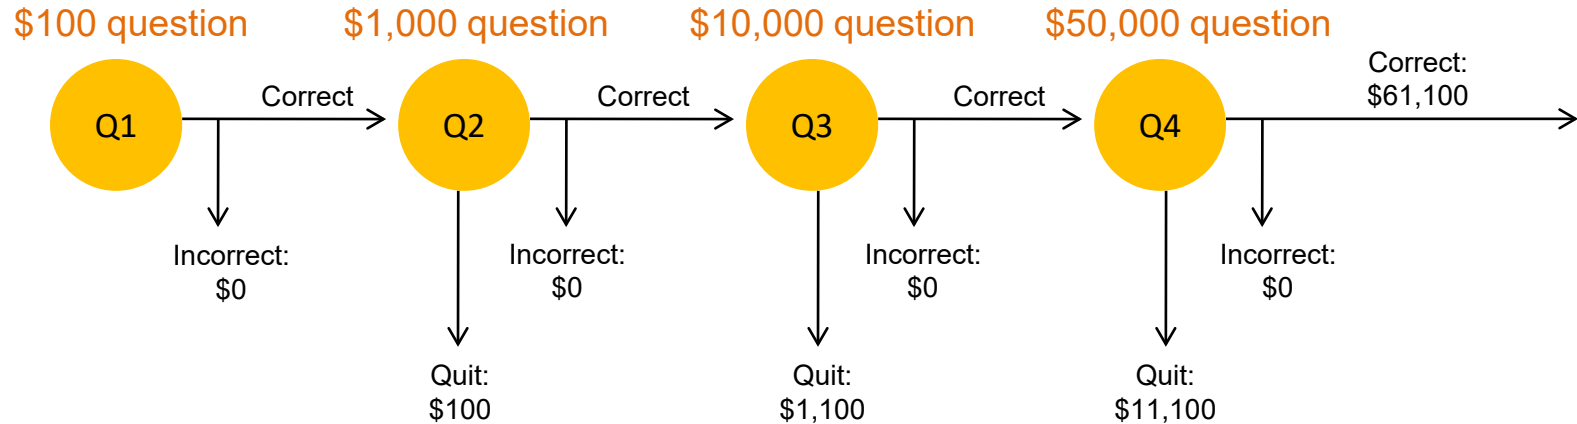 $100 question
$1,000 question
$10,000 question
$50,000 question
Q1
Correct
Q2
Correct
Q3
Correct
Q4
Correct:
$61,100
Incorrect:
$0
Incorrect:
$0
Incorrect:
$0
Incorrect:
$0
Quit:
$100
Quit:
$1,100
Quit:
$11,100